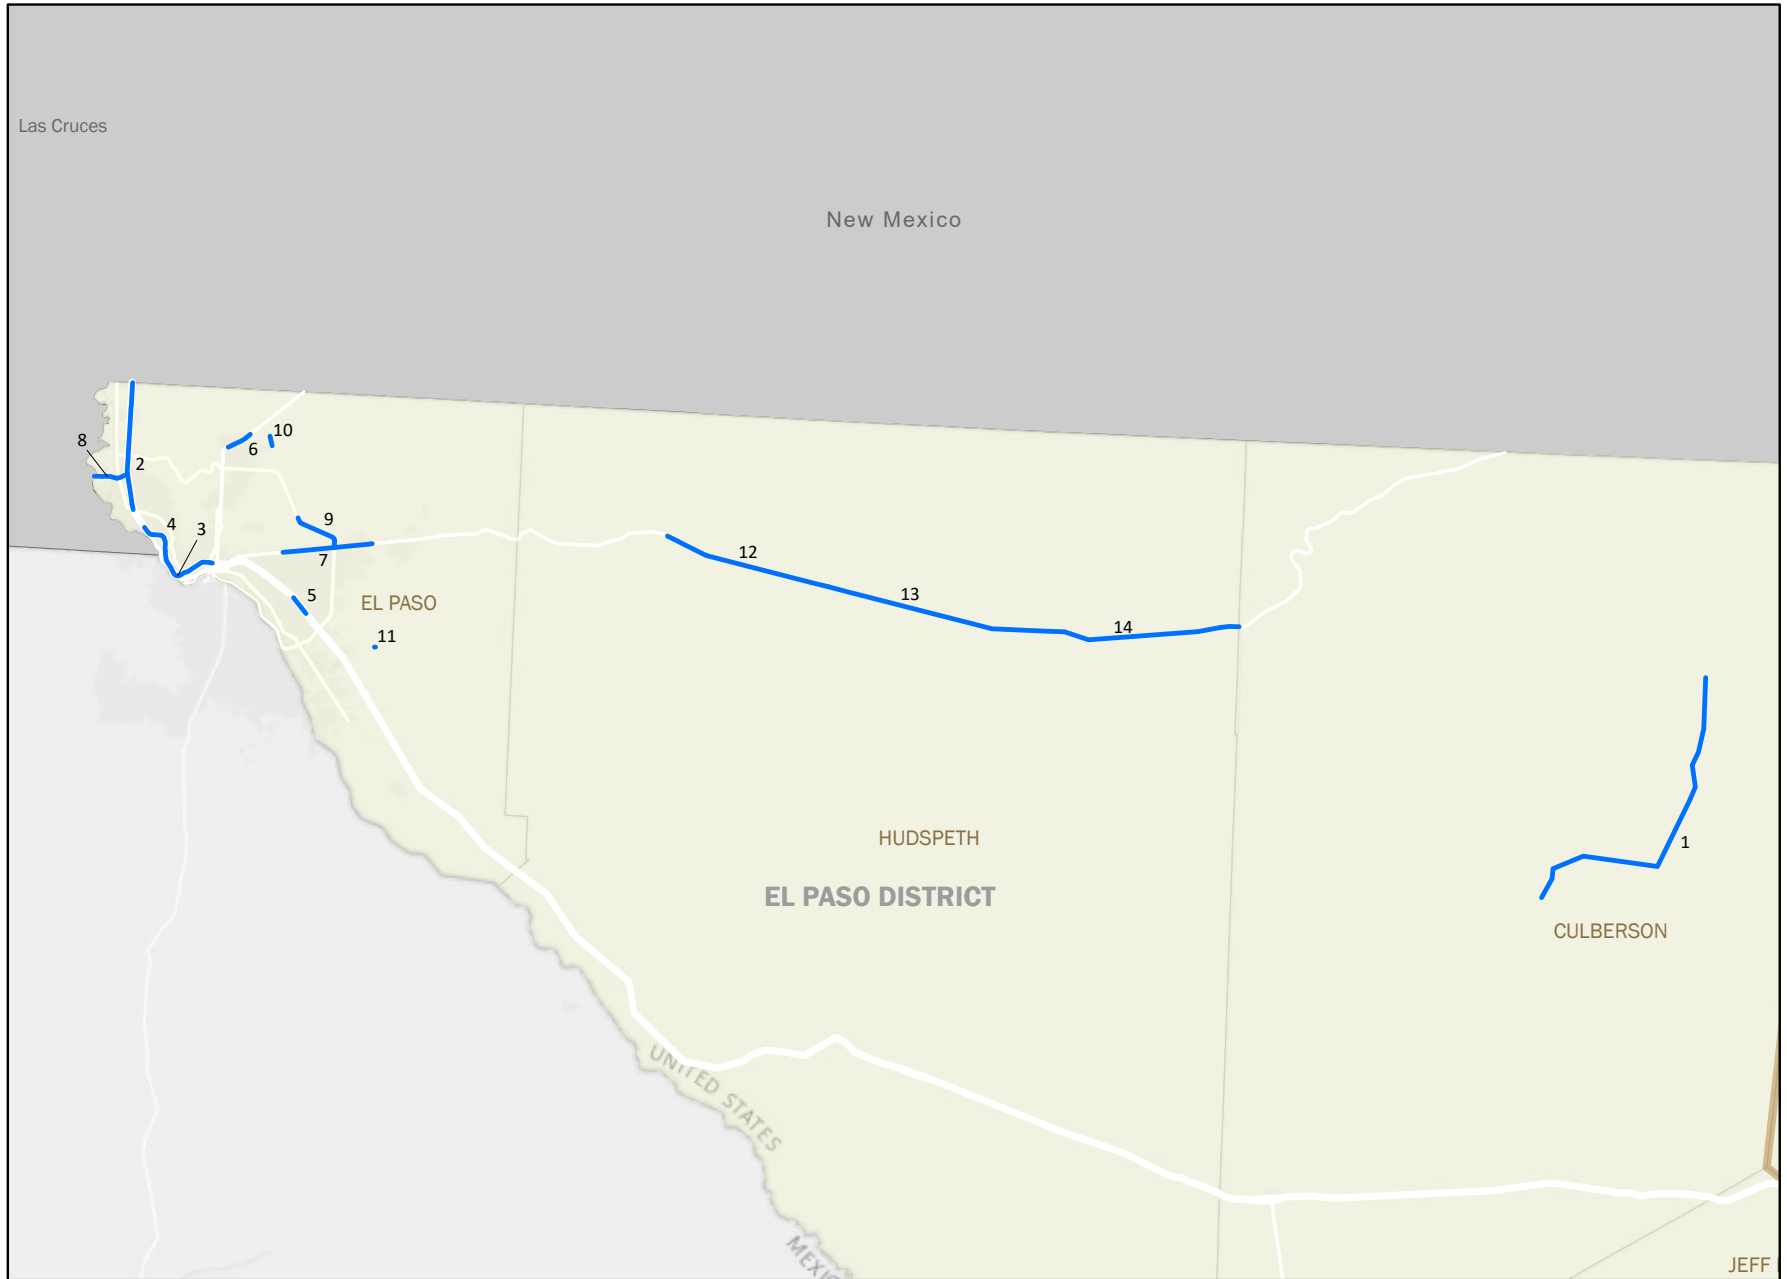 Las Cruces
New Mexico
8
2
10
6
4
3
9
7
5
EL PASO
11
12
13
14
HUDSPETH
EL PASO DISTRICT
1
CULBERSON
UNITED STATES
MEXIC
JEFF